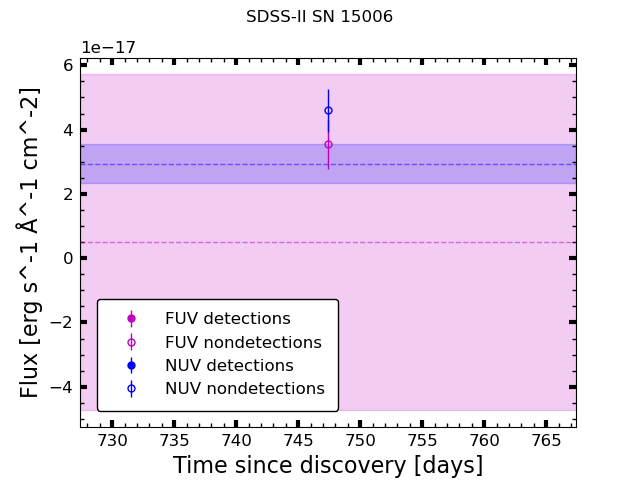 SDSS-II SN 15006
1e−17
6
4
2
0
−2
−4
Flux [erg s^-1 Å^-1 cm^-2]
FUV detections
FUV nondetections
NUV detections
NUV nondetections
730 735 740 745 750 755 760 765
Time since discovery [days]